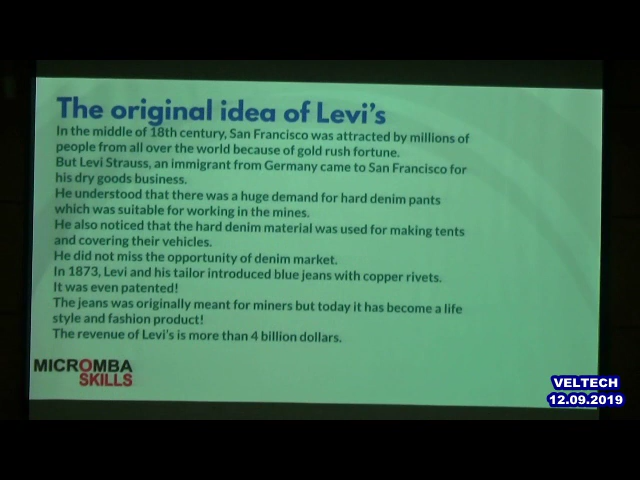 The original idea of Levi's
In the middle of 18th century, San Francisco was attracted by millions of
people from all over the world because of gold rush fortune.
But Levi Strauss, an immigrant from Germany came to San Francisco for
his dry goods business.
He understood that there was a huge demand for hard denim pants
which was suitable for working in the mines.
He also noticed that the hard denim material was used for making tents
and covering their vehicles.
He did not miss the opportunity of denim market.
In 1873, Levi and his tailor introduced blue jeans with copper rivets.
It was even patented!
The jeans was originally meant for miners but today it has become a life
style and fashion product!
The revenue of Levi's is more than 4 billion dollars.
MICROMBA
SKILLS
VELTECH
12.09.2019